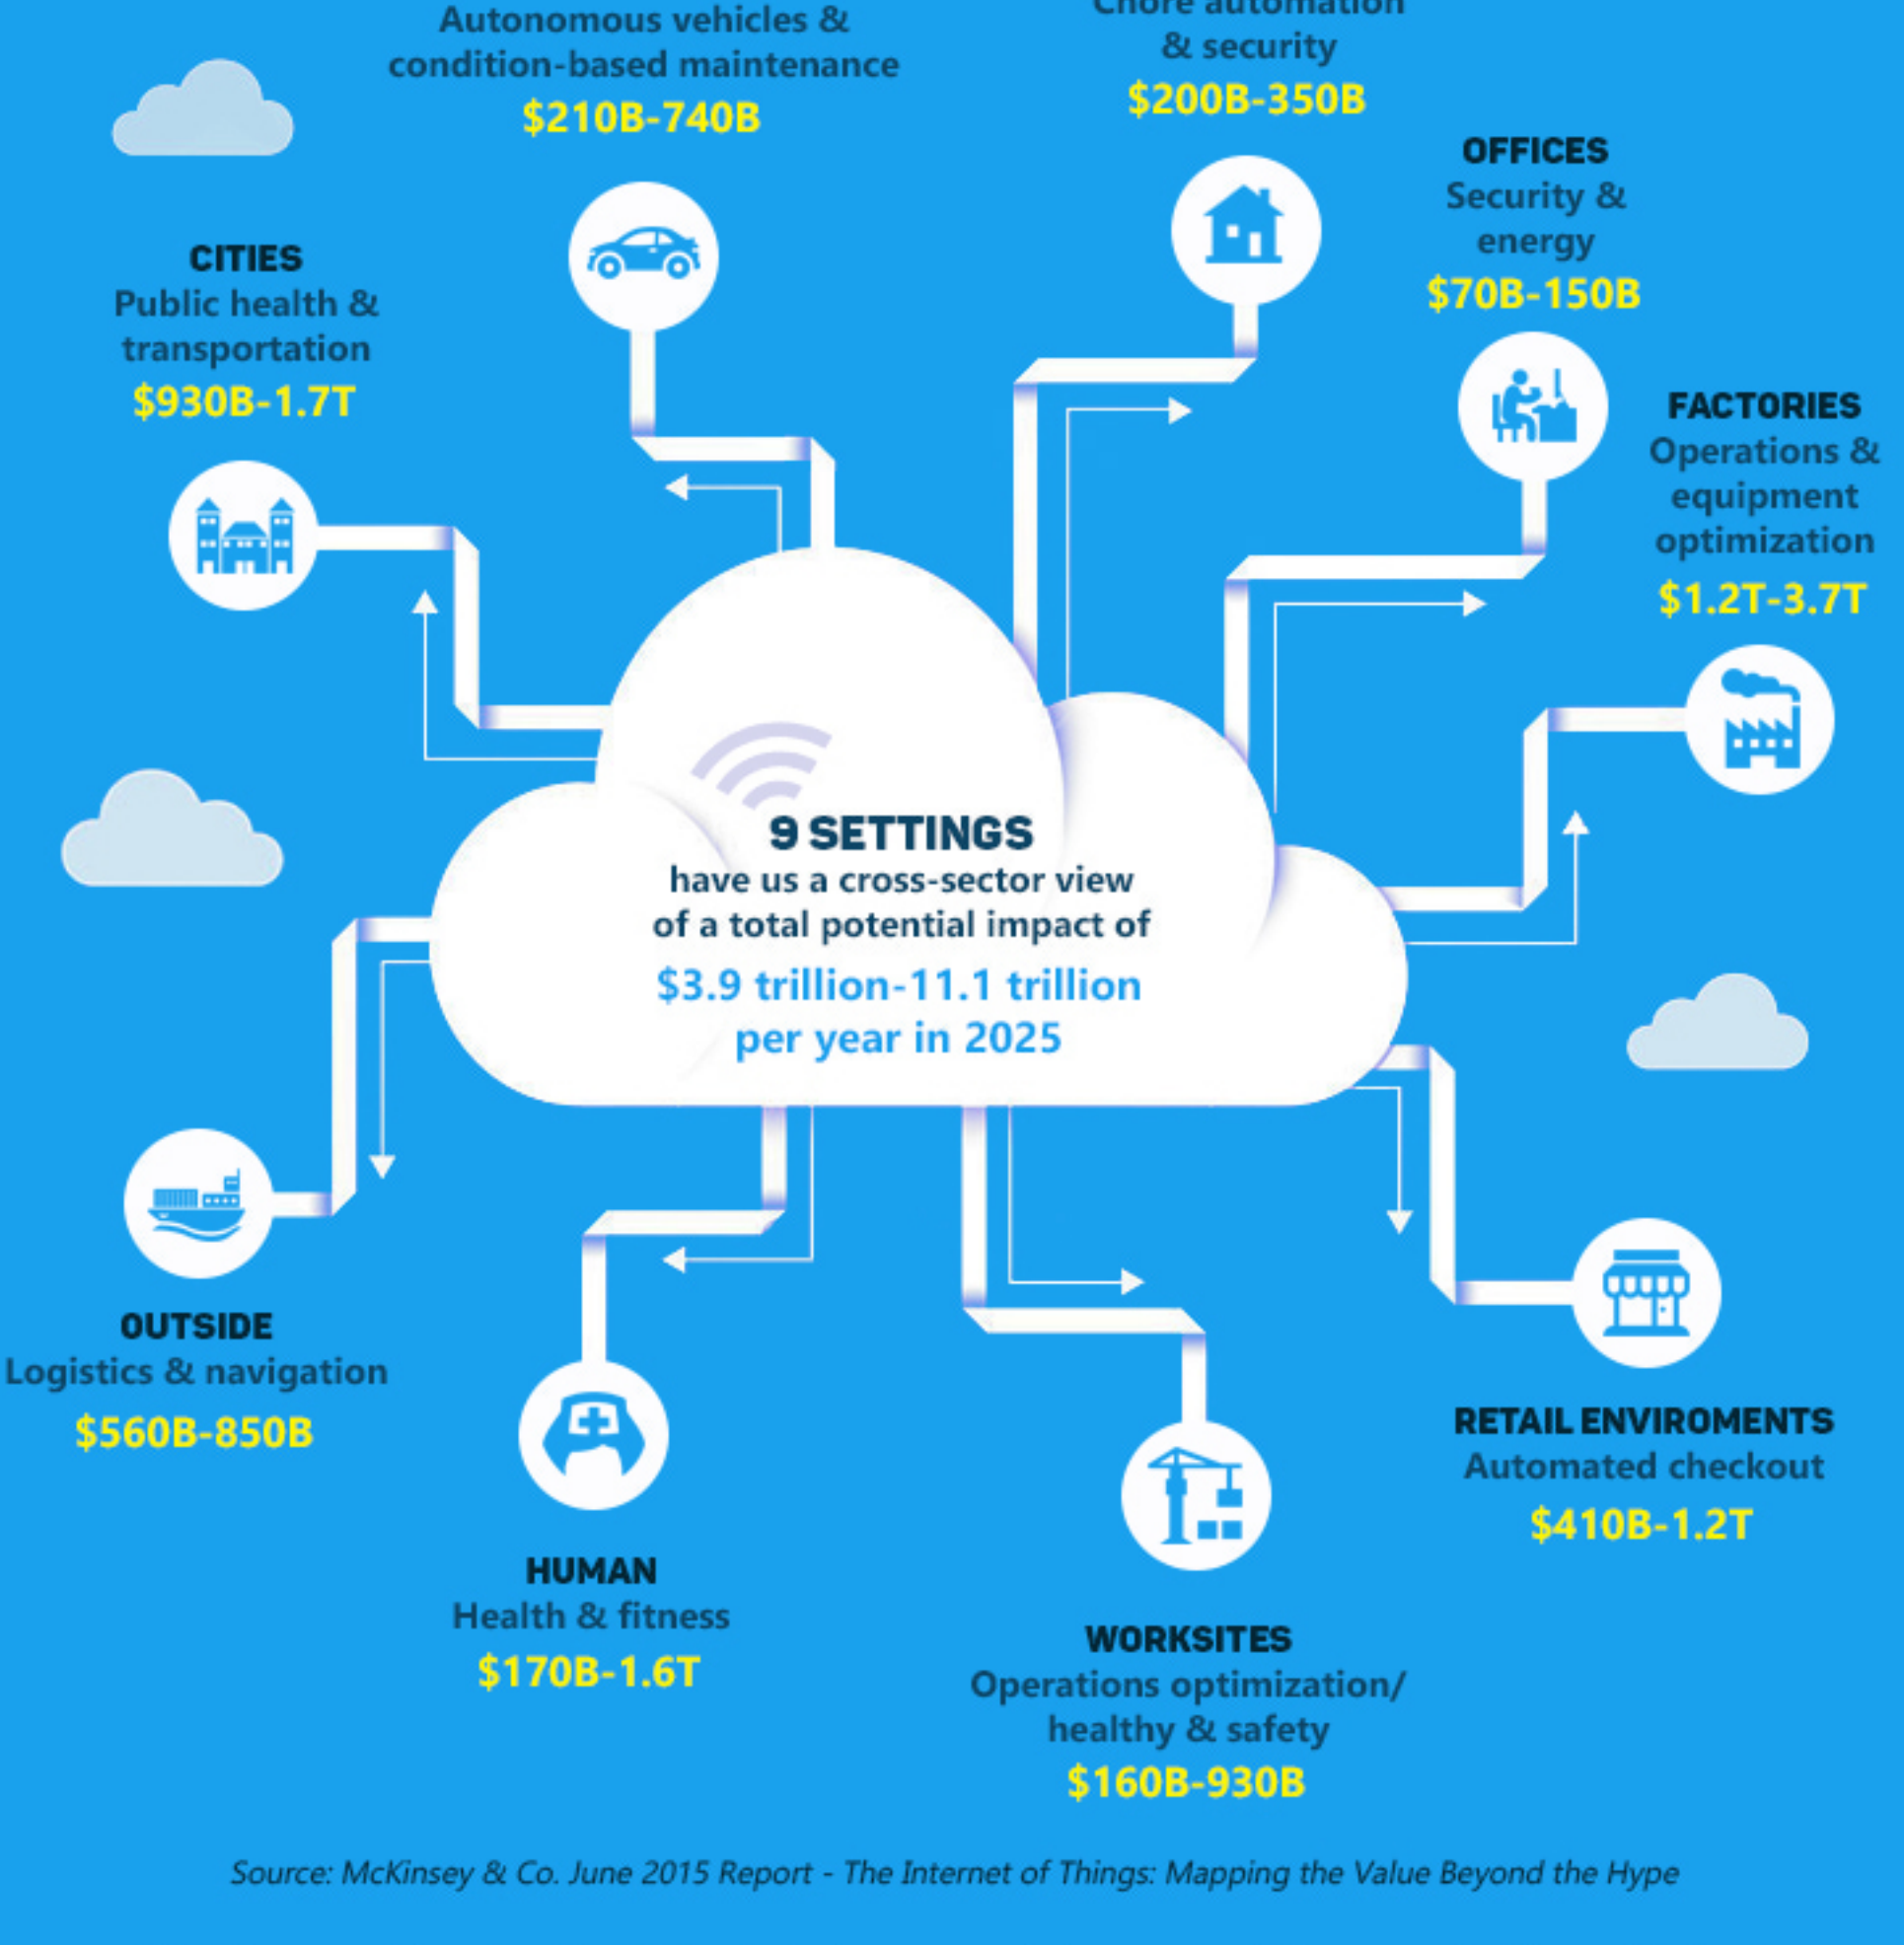 Autonomous vehicles &
condition-based maintenance
$210B-740B
Chore automation
& security
$200B-350B
OFFICES
Security &
energy
$70B-150B
CITIES
Public health &
transportation
$930B-1.7T
FACTORIES
Operations &
equipment
optimization
$1.2T-3.7T
9 SETTINGS
have us a cross-sector view
of a total potential impact of
$3.9 trillion-11.1 trillion
per year in 2025
OUTSIDE
Logistics & navigation
$560B-850B
HUMAN
Health & fitness
$170B-1.6T
WORKSITES
Operations optimization/
healthy & safety
$160B-930B
RETAIL ENVIROMENTS
Automated checkout
$410B-1.2T
Source: McKinsey & Co. June 2015 Report - The Internet of Things: Mapping the Value Beyond the Hype